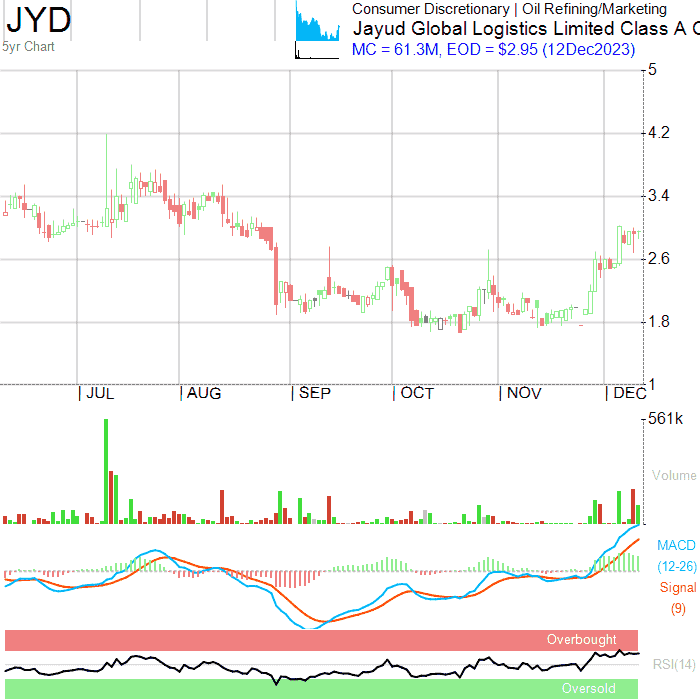 JYD
5yr Chart
Consumer Discretionary | Oil Refining/Marketing
Jayud Global Logistics Limited Class A O
MC = 61.3M, EOD = $2.95 (12Dec2023)
5
4.2
3.4
2.6
1.8
1
| JUL | AUG | SEP | OCT | NOV | DEC
561k
Volume
MACD
(12-26)
Signal
(9)
Overbought
RSI(14)
Oversold